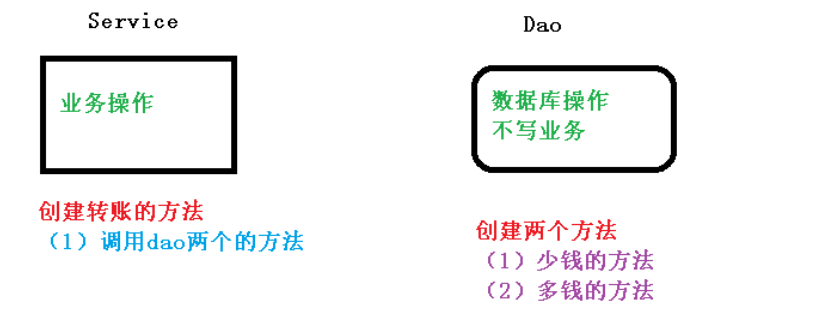 Service
业务操作
创建转账的方法
（1）调用dao两个的方法
Dao
数据库操作
不写业务
创建两个方法
（1）少钱的方法
（2）多钱的方法